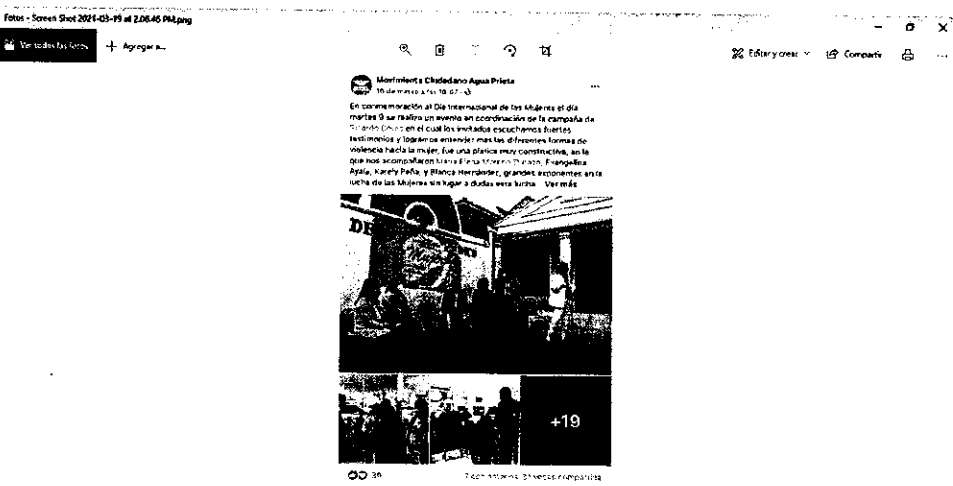 Fotos - Screen Shot 2021-03-19 at 2.06.46 PM.png
Ver todas las fotos + Agregar a... Editar y crear Compartir
Movimiento Ciudadano Agua Prieta
En conmemoración al Día Internacional de las Mujeres el día
martes 9 se realizo un evento en coordinación de la campaña de
en el cual los invitados escuchamos fuertes
testimonios y logramos entender mas las diferentes formas de
violencia hacia la mujer, fue una platica muy constructiva, en la
que nos acompañaron Maria Elena Evangelina
Ayala, Karely Peña, y Blanca Hernández, grandes exponentes en la
lucha de las Mujeres sin lugar a dudas esta lucha... Ver más
DE
+19